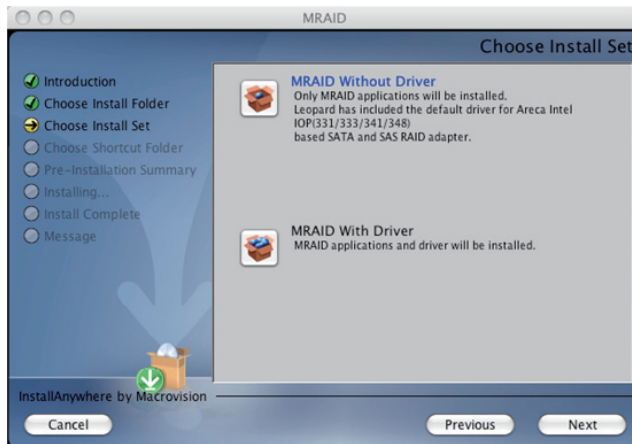 MRAID
Choose Install Set
Introduction
Choose Install Folder
Choose Install Set
Choose Shortcut Folder
Pre-Installation Summary
Installing...
Install Complete
Message
MRAID Without Driver
Only MRAID applications will be installed.
Leopard has included the default driver for Areca Intel
IOP(331/333/341/348)
based SATA and SAS RAID adapter.
MRAID With Driver
MRAID applications and driver will be installed.
InstallAnywhere by Macrovision
Cancel
Previous
Next